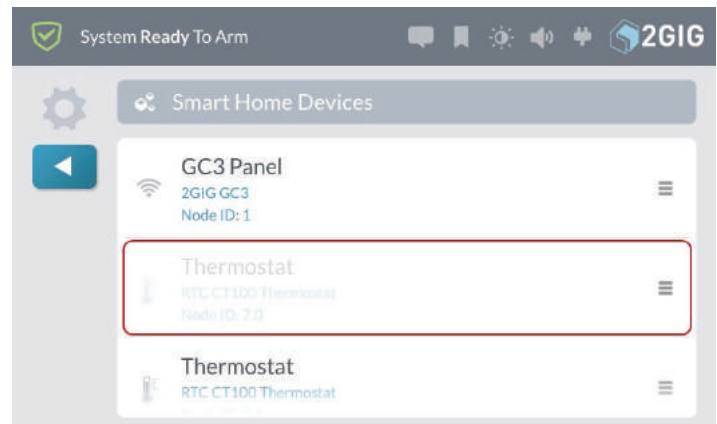 System Ready To Arm
2GIG
Smart Home Devices
GC3 Panel
2GIG GC3
Node ID: 1
Thermostat
RTC CT100 Thermostat
Node ID: 7.0
Thermostat
RTC CT100 Thermostat